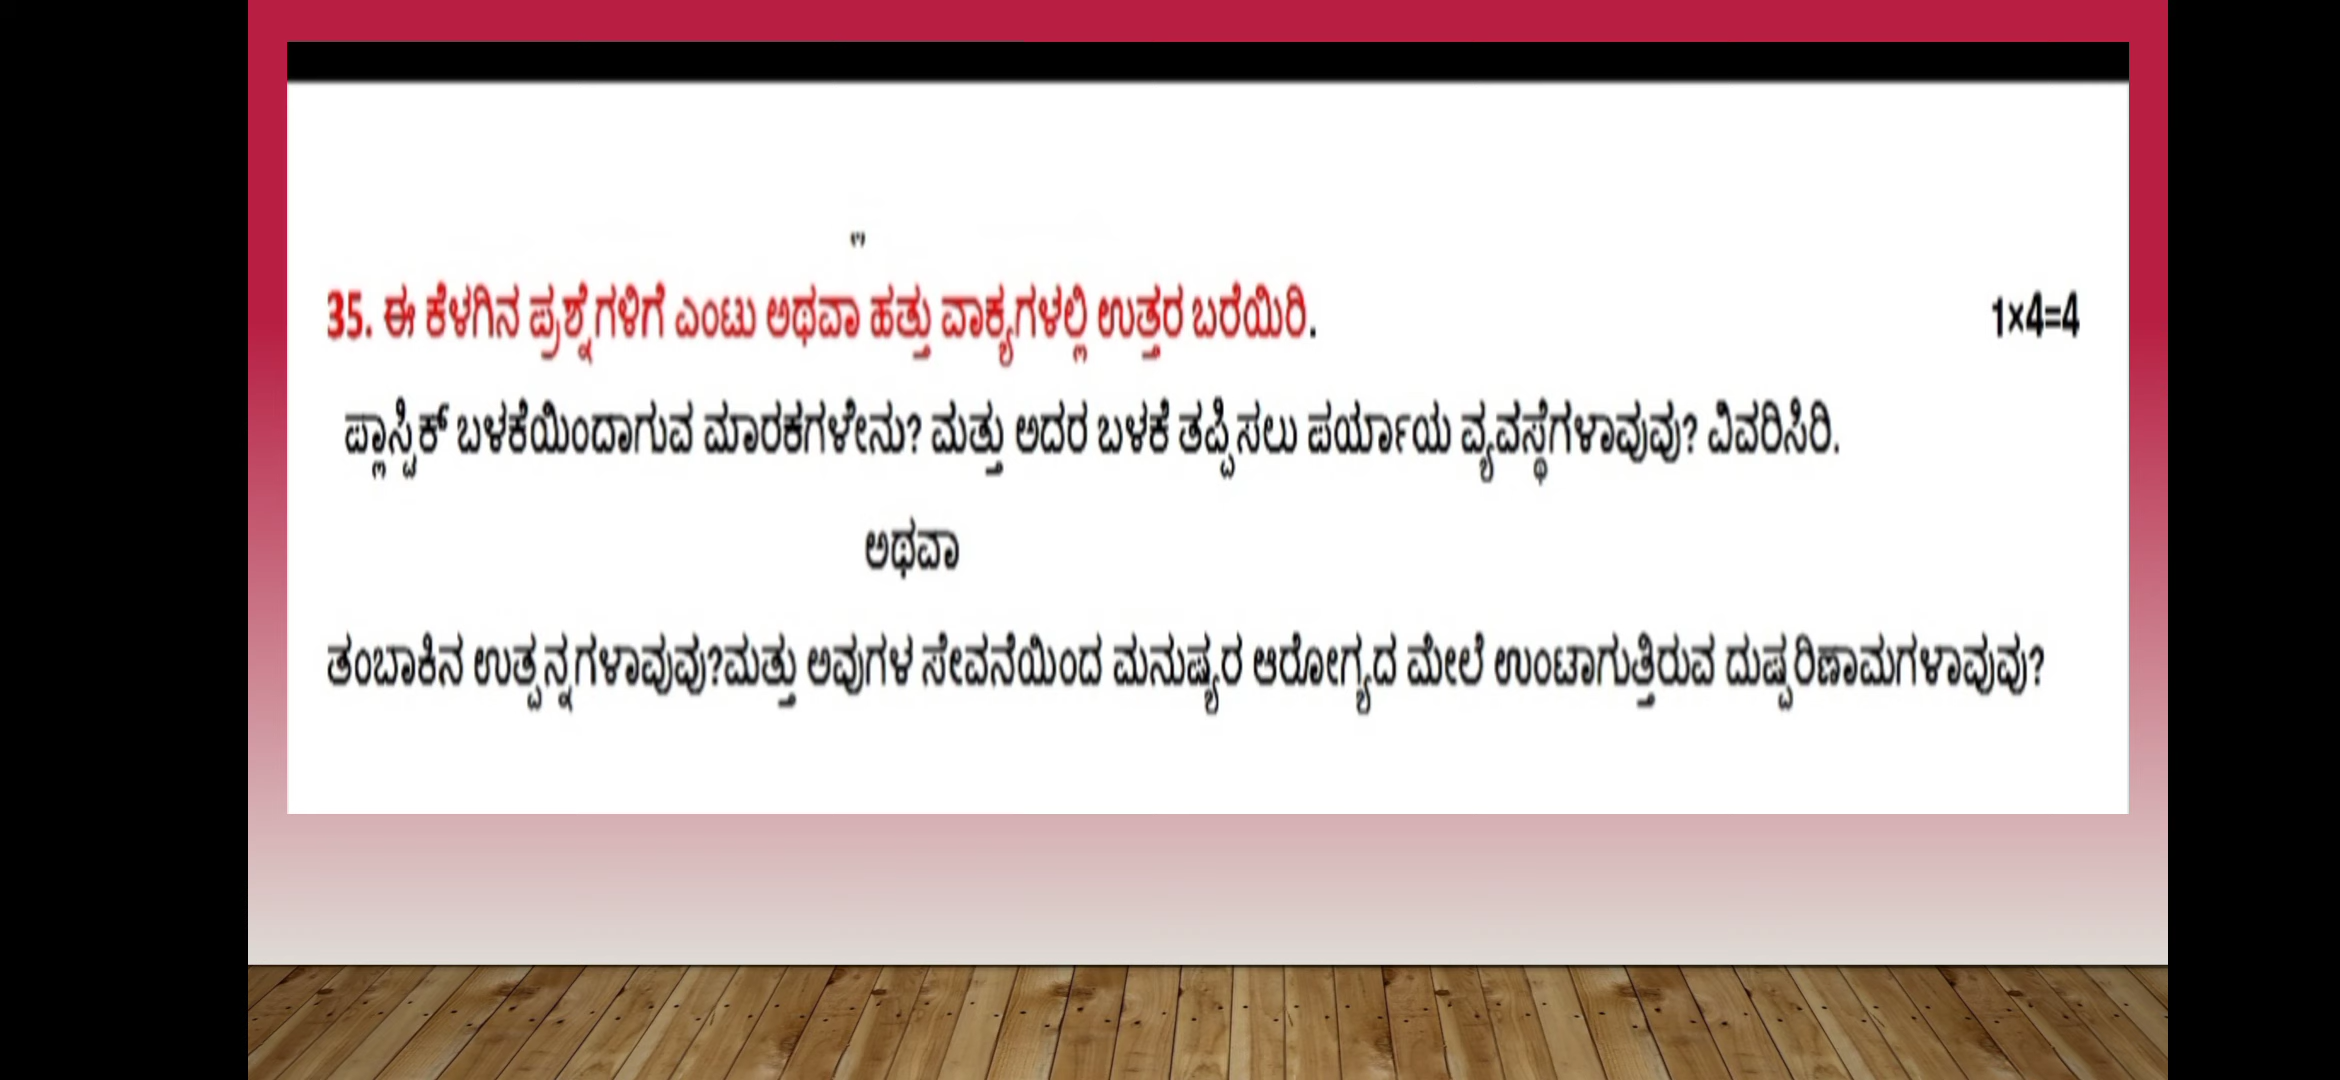 35. ಈ ಕೆಳಗಿನ ಪ್ರಶ್ನೆಗಳಿಗೆ ಎಂಟು ಅಥವಾ ಹತ್ತು ವಾಕ್ಯಗಳಲ್ಲಿ ಉತ್ತರ ಬರೆಯಿರಿ. 1×4=4
ಪ್ಲಾಸ್ಟಿಕ್ ಬಳಕೆಯಿಂದಾಗುವ ಮಾರಕಗಳೇನು? ಮತ್ತು ಅದರ ಬಳಕೆ ತಪ್ಪಿಸಲು ಪರ್ಯಾಯ ವ್ಯವಸ್ಥೆಗಳಾವುವು? ವಿವರಿಸಿರಿ.
ಅಥವಾ
ತಂಬಾಕಿನ ಉತ್ಪನ್ನಗಳಾವುವು?ಮತ್ತು ಅವುಗಳ ಸೇವನೆಯಿಂದ ಮನುಷ್ಯರ ಆರೋಗ್ಯದ ಮೇಲೆ ಉಂಟಾಗುತ್ತಿರುವ ದುಷ್ಪರಿಣಾಮಗಳಾವುವು?